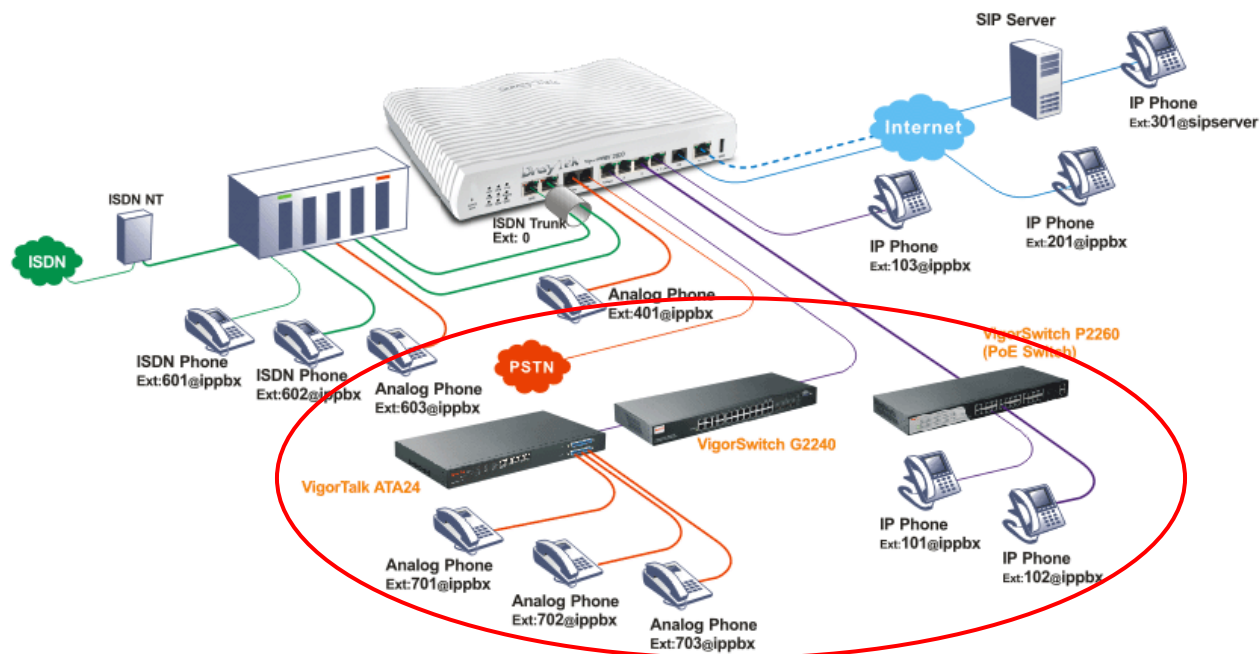 SIP Server
IP Phone
Ext:301@sipserver
Internet
DrayTek
ISDN NT
ISDN Trunk
Ext: 0
IP Phone
Ext:103@ippbx
IP Phone
Ext:201@ippbx
ISDN
Analog Phone
Ext:401@ippbx
ISDN Phone
Ext:601@ippbx
ISDN Phone
Ext:602@ippbx
Analog Phone
Ext:603@ippbx
PSTN
VigorSwitch P2260
(PoE Switch)
VigorSwitch G2240
VigorTalk ATA24
IP Phone
Ext:101@ippbx
IP Phone
Ext:102@ippbx
Analog Phone
Ext:701@ippbx
Analog Phone
Ext:702@ippbx
Analog Phone
Ext:703@ippbx